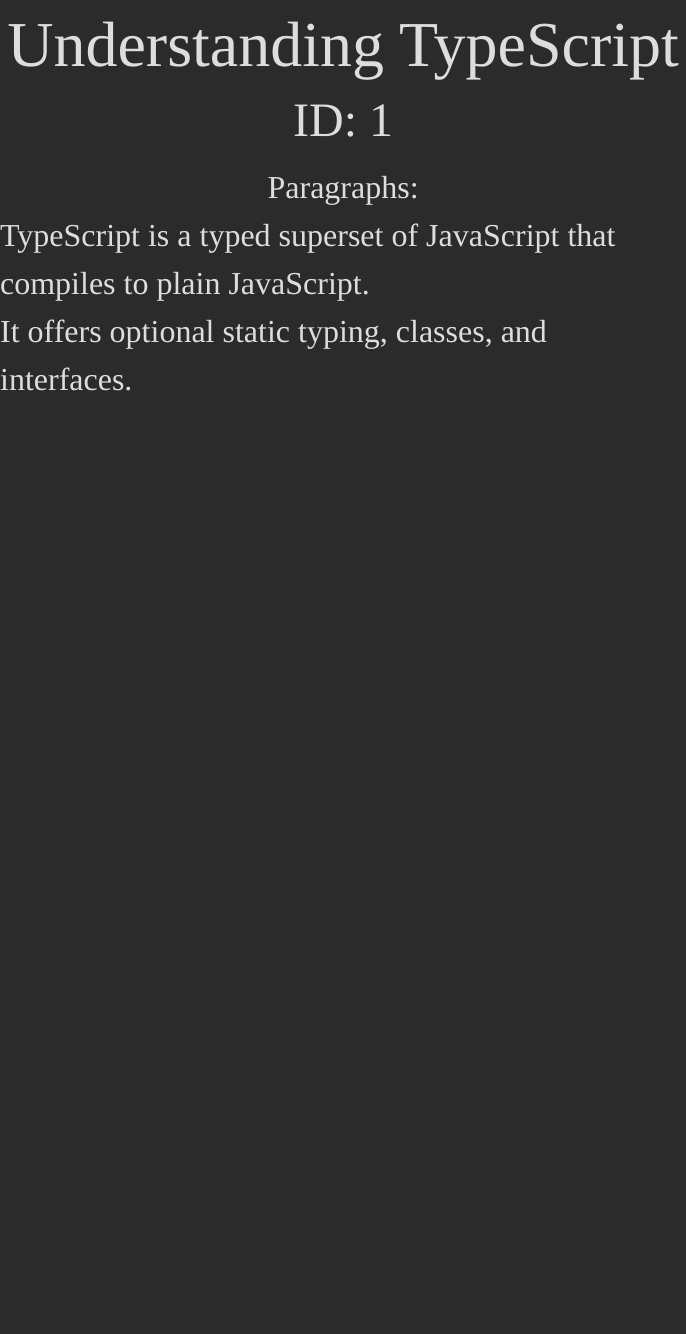 Understanding TypeScript
ID: 1
Paragraphs:
TypeScript is a typed superset of JavaScript that
compiles to plain JavaScript.
It offers optional static typing, classes, and
interfaces.